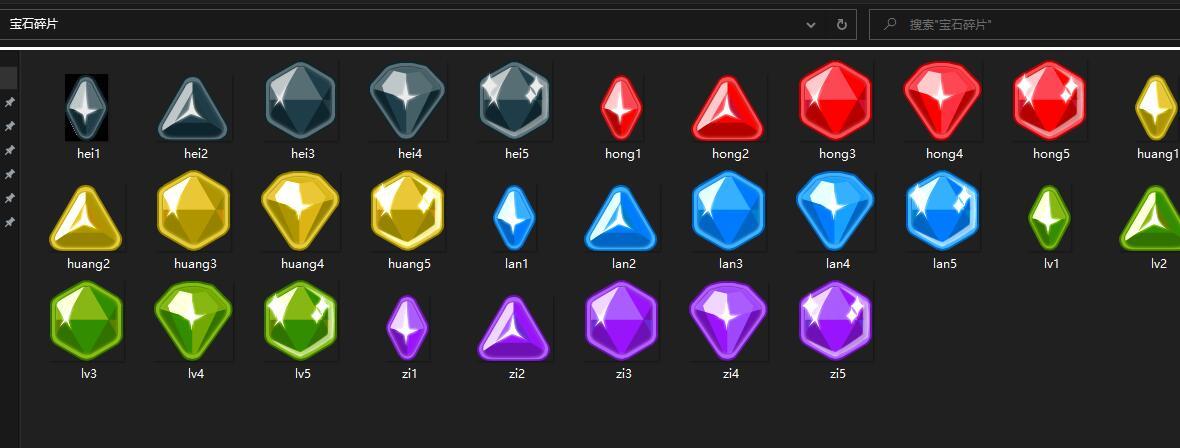 宝石碎片 搜索"宝石碎片"
hei1 hei2 hei3 hei4 hei5 hong1 hong2 hong3 hong4 hong5 huang1
huang2 huang3 huang4 huang5 lan1 lan2 lan3 lan4 lan5 lv1 lv2
lv3 lv4 lv5 zi1 zi2 zi3 zi4 zi5